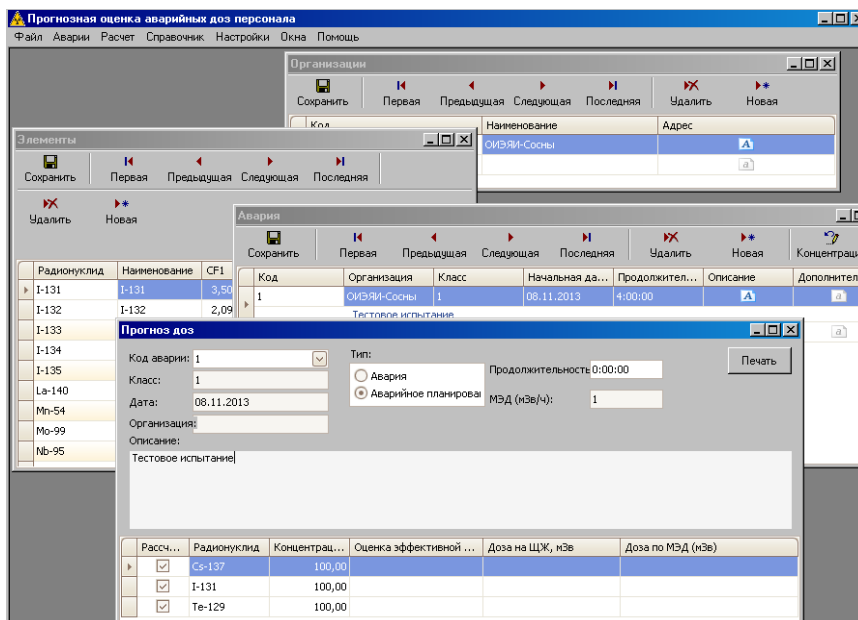 Прогнозная оценка аварийных доз персонала
Файл Аварии Расчет Справочник Настройки Окна Помощь
Организации
Сохранить Первая Предыдущая Следующая Последняя Удалить Новая
Код Наименование Адрес
ОИЭЯИ-Сосны A
a
Элементы
Сохранить Первая Предыдущая Следующая Последняя
Удалить Новая
Радионуклид Наименование CF1
I-131 I-131 3,50
I-132 I-132 2,09
I-133
I-134
I-135
La-140
Mn-54
Mo-99
Nb-95
Авария
Сохранить Первая Предыдущая Следующая Последняя Удалить Новая Концентраци
Код Организация Класс Начальная да... Продолжител... Описание Дополнител
1 ОИЭЯИ-Сосны 1 08.11.2013 4:00:00 A a
Тестовое испытание
a
Прогноз доз
Код аварии: 1
Класс: 1
Дата: 08.11.2013
Организация:
Описание:
Тип:
Авария
Аварийное планирова
Продолжительность 0:00:00
МЭД (мЗв/ч): 1
Печать
Тестовое испытание
Рассч... Радионуклид Концентрац... Оценка эффективной ... Доза на ЩЖ, мЗв Доза по МЭД (мЗв)
Cs-137 100,00
I-131 100,00
Te-129 100,00